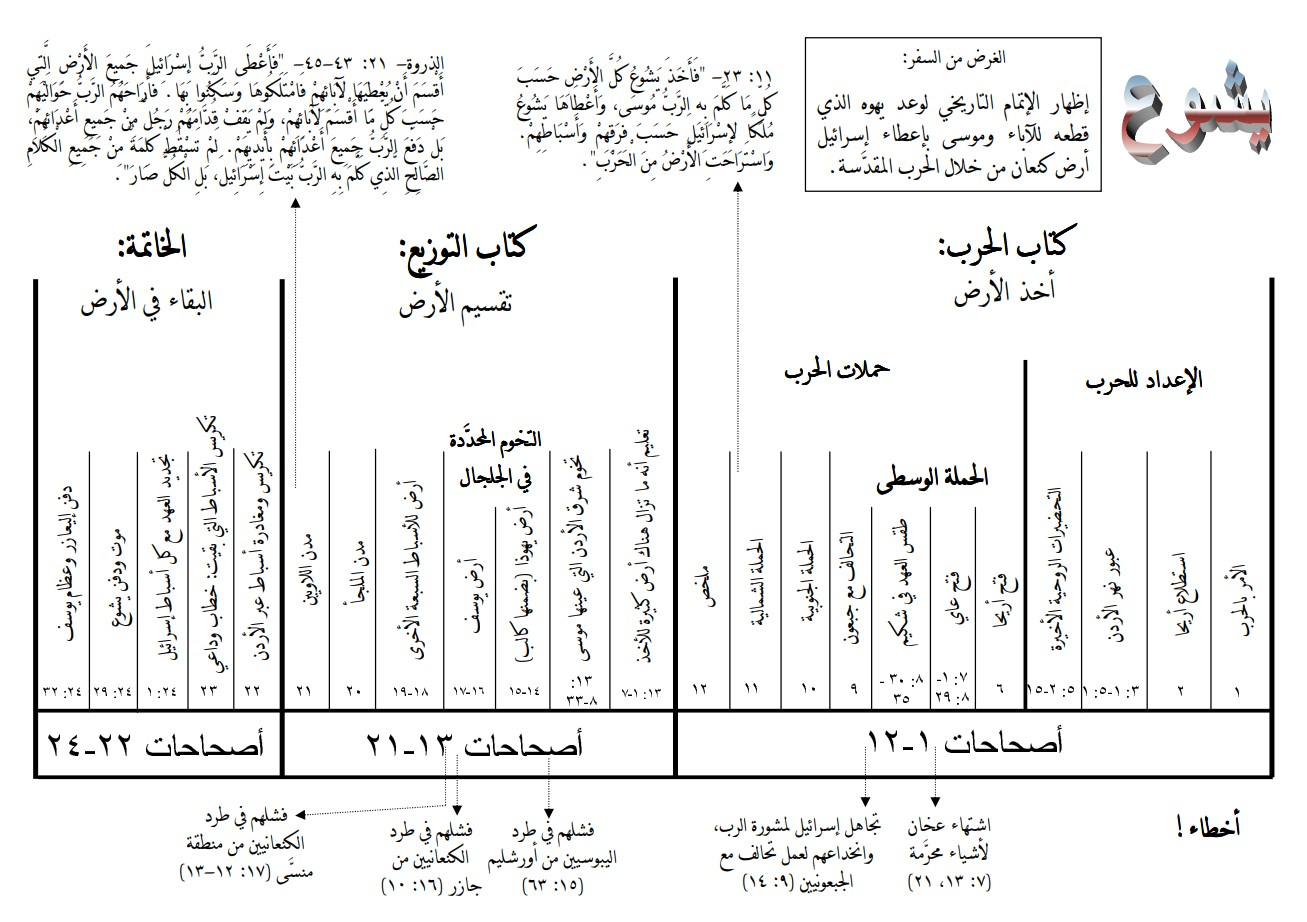 يشوع
الغرض من السفر:
إظهار الإتمام التاريخي لوعد يهوه الذي
قطعه للآباء وموسى بإعطاء إسرائيل
أرض كنعان من خلال الحرب المقدَّسة.
١١: ٢٣– "فَأَخَذَ يَشُوعُ كُلَّ الأَرْضِ حَسَبَ
كُلِّ مَا كَلَّمَ بِهِ الرَّبُّ مُوسَى، وَأَعْطَاهَا يَشُوعُ
مُلْكًا لإِسْرَائِيلَ حَسَبَ فِرَقِهِمْ وَأَسْبَاطِهِمْ.
وَاسْتَرَاحَتِ الأَرْضُ مِنَ الْحَرْبِ".
الذروة– ٢١: ٤٣–٤٥– "فَأَعْطَى الرَّبُّ إِسْرَائِيلَ جَمِيعَ الأَرْضِ الَّتِي
أَقْسَمَ أَنْ يُعْطِيَهَا لآبَائِهِمْ فَامْتَلَكُوهَا وَسَكَنُوا بِهَا. فَأَرَاحَهُمُ الرَّبُّ حَوَالَيْهِمْ
حَسَبَ كُلِّ مَا أَقْسَمَ لآبَائِهِمْ، وَلَمْ يَقِفْ قُدَّامَهُمْ رَجُلٌ مِنْ جَمِيعِ أَعْدَائِهِمْ،
بَلْ دَفَعَ الرَّبُّ جَمِيعَ أَعْدَائِهِمْ بِأَيْدِيهِمْ. لَمْ تَسْقُطْ كَلِمَةٌ مِنْ جَمِيعِ الْكَلاَمِ
الصَّالِحِ الَّذِي كَلَّمَ بِهِ الرَّبُّ بَيْتَ إِسْرَائِيلَ، بَلِ الْكُلُّ صَارَ".
كتاب الحرب:
أخذ الأرض
كتاب التوزيع:
تقسيم الأرض
الخاتمة:
البقاء في الأرض
الإعداد للحرب
حملات الحرب
الحملة الوسطى
التخوم المحدَّدة
في الجلجال
الأمر بالحرب
١
استطلاع أريحا
٢
عبور نهر الأردن
٣: ١-٥: ١
التحضيرات الروحية الأخيرة
٥: ٢-١٥
فتح أريحا
٦
فتح عاي
٧: ١-
٨: ٢٩
طقس العهد في شكيم
٨: ٣٠-
٣٥
التحالف مع جبعون
٩
الحملة الجنوبية
١٠
الحملة الشمالية
١١
ملخص
١٢
تعليم أنه ما تزال هناك أرض كثيرة للأخذ
١٣: ١-٧
تخوم شرق الأردن التي عينها موسى
١٣:
٨-٣٣
أرض يهوذا (بضمنها كالب)
١٤-١٥
أرض يوسف
١٦-١٧
أرض للأسباط السبعة الأخرى
١٨-١٩
مدن الملجأ
٢٠
مدن اللاويين
٢١
تكريس ومغادرة أسباط عبر الأردن
٢٢
تكريس الأسباط التي بقيت: خطاب وداعي
٢٣
تجديد العهد مع كل أسباط إسرائيل
٢٤: ١
موت ودفن يشوع
٢٤: ٢٩
دفن إليعازر وعظام يوسف
٢٤: ٣٢
أصحاحات ١-١٢
أصحاحات ١٣-٢١
أصحاحات ٢٢-٢٤
أخطاء!
اشتهاء عخان
لأشياء محرَّمة
(٧: ١٣، ٢١)
تجاهل إسرائيل لمشورة الرب،
وانخداعهم لعمل تحالف مع
الجبعونيين (٩: ١٤)
فشلهم في طرد
اليبوسيين من أورشليم
(١٥: ٦٣)
فشلهم في طرد
الكنعانيين من
جازر (١٦: ١٠)
فشلهم في طرد
الكنعانيين من منطقة
منسَّى (١٧: ١٢–١٣)